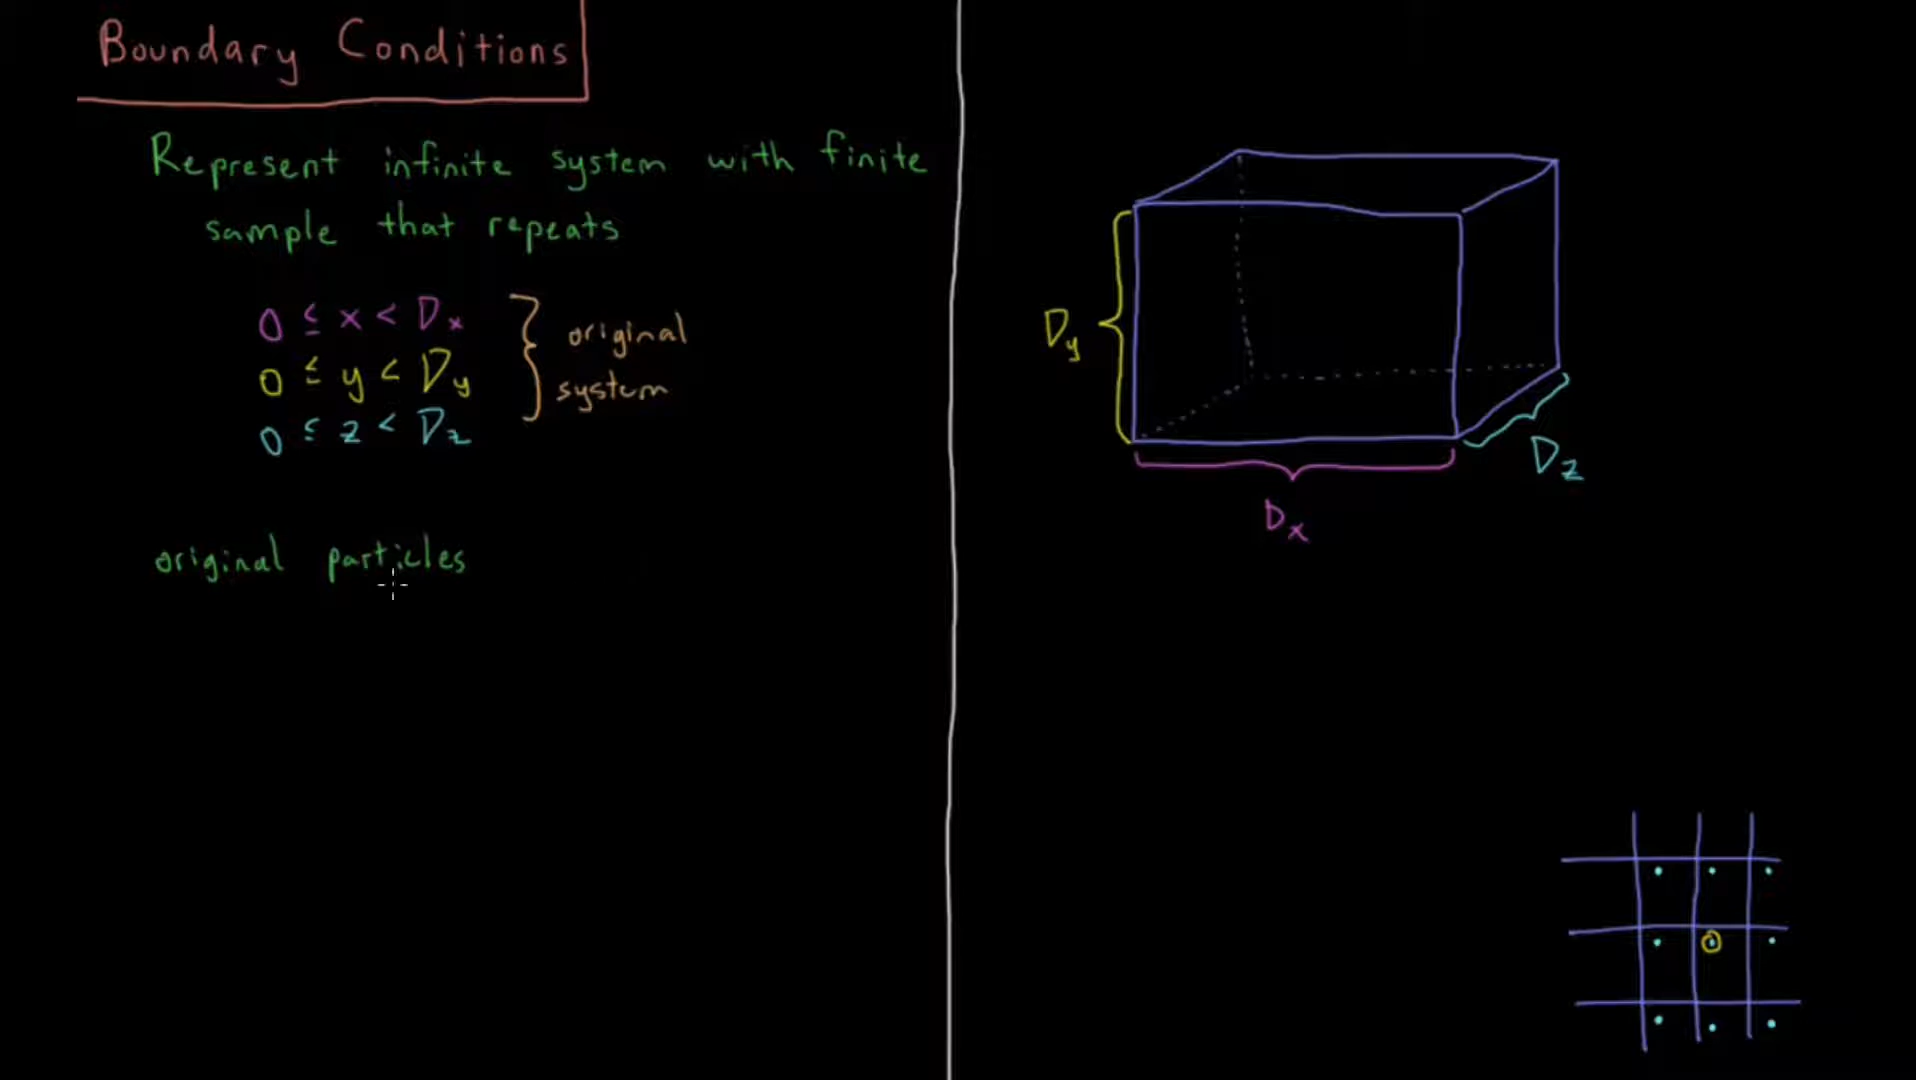 Boundary Conditions
Represent infinite system with finite
sample that repeats
0 ≤ x < Dx
0 ≤ y < Dy
0 ≤ z < Dz
original
system
original particles
Dy
Dz
Dx